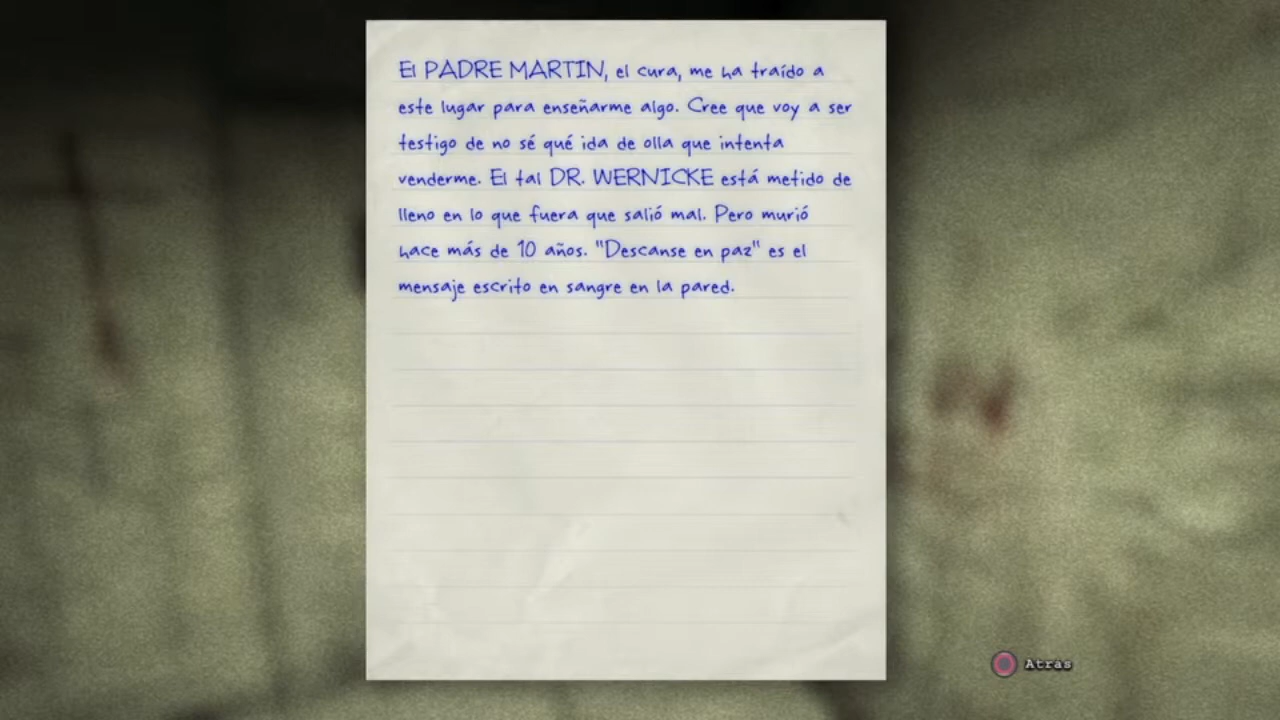 El PADRE MARTIN, el cura, me ha traído a
este lugar para enseñarme algo. Cree que voy a ser
testigo de no sé qué ida de olla que intenta
venderme. El tal DR. WERNICKE está metido de
lleno en lo que fuera que salió mal. Pero murió
hace más de 10 años. "Descanse en paz" es el
mensaje escrito en sangre en la pared.
Atras